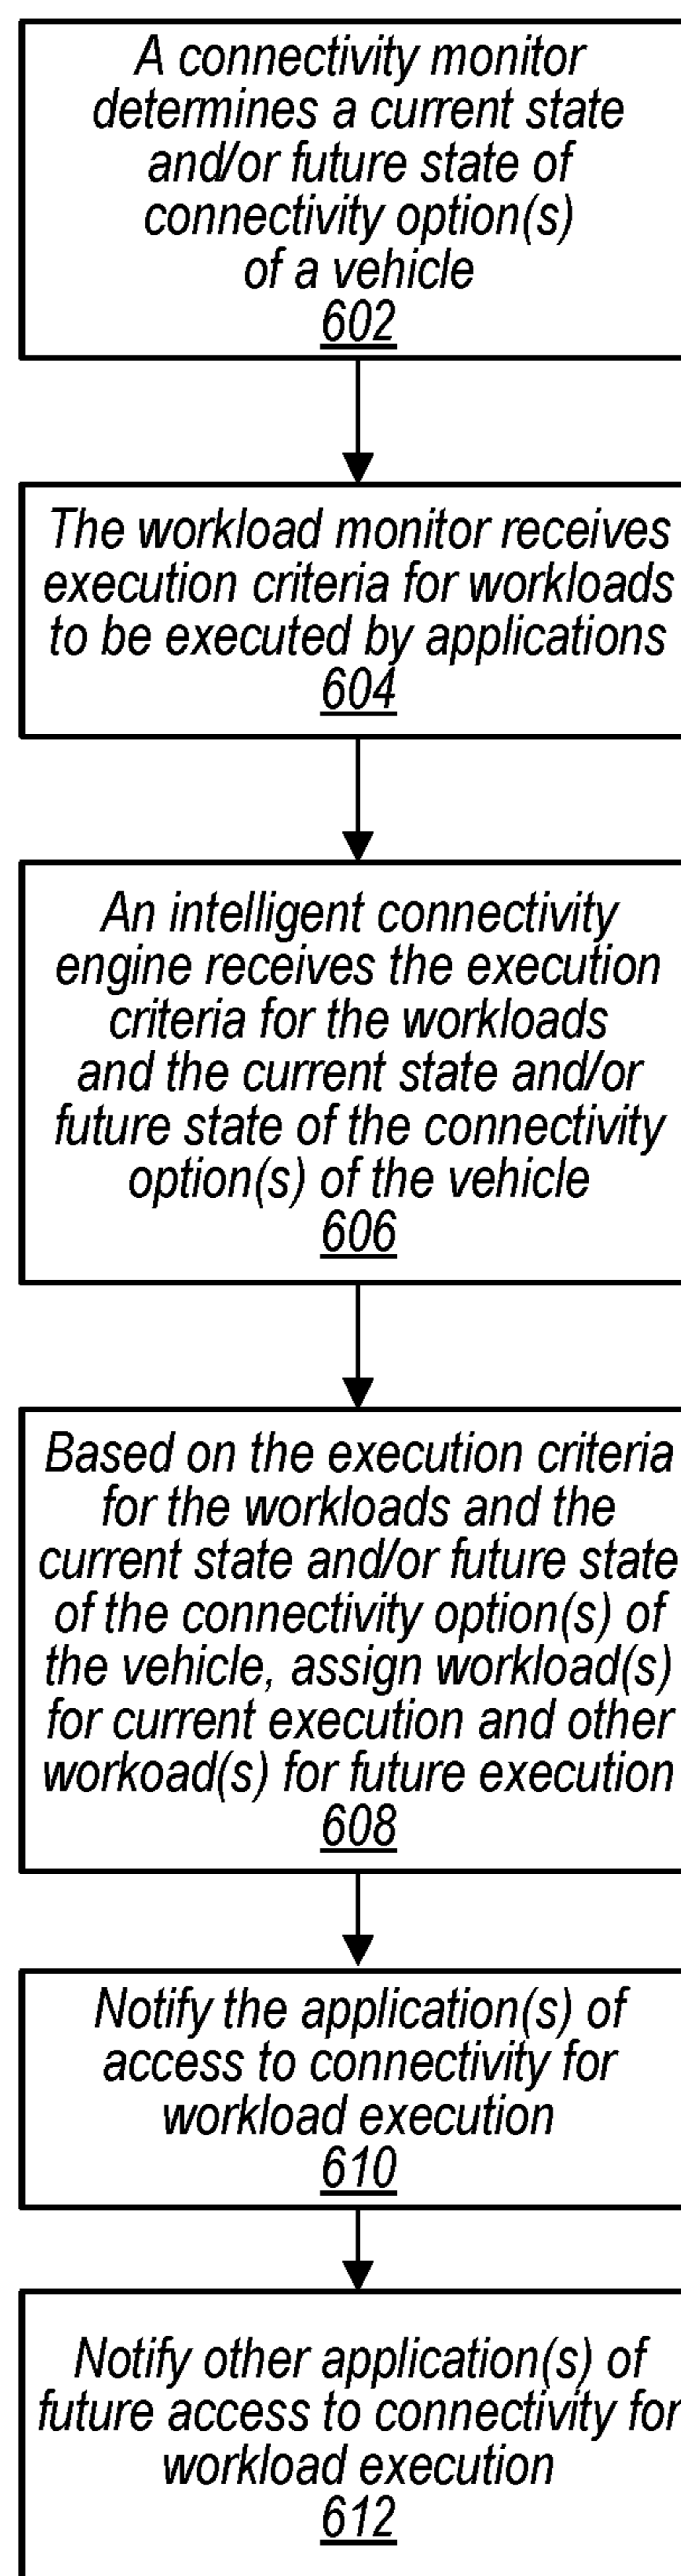 A connectivity monitor
determines a current state
and/or future state of
connectivity option(s)
of a vehicle
602
The workload monitor receives
execution criteria for workloads
to be executed by applications
604
An intelligent connectivity
engine receives the execution
criteria for the workloads
and the current state and/or
future state of the connectivity
option(s) of the vehicle
606
Based on the execution criteria
for the workloads and the
current state and/or future state
of the connectivity option(s) of
the vehicle, assign workload(s)
for current execution and other
workoad(s) for future execution
608
Notify the application(s) of
access to connectivity for
workload execution
610
Notify other application(s) of
future access to connectivity for
workload execution
612